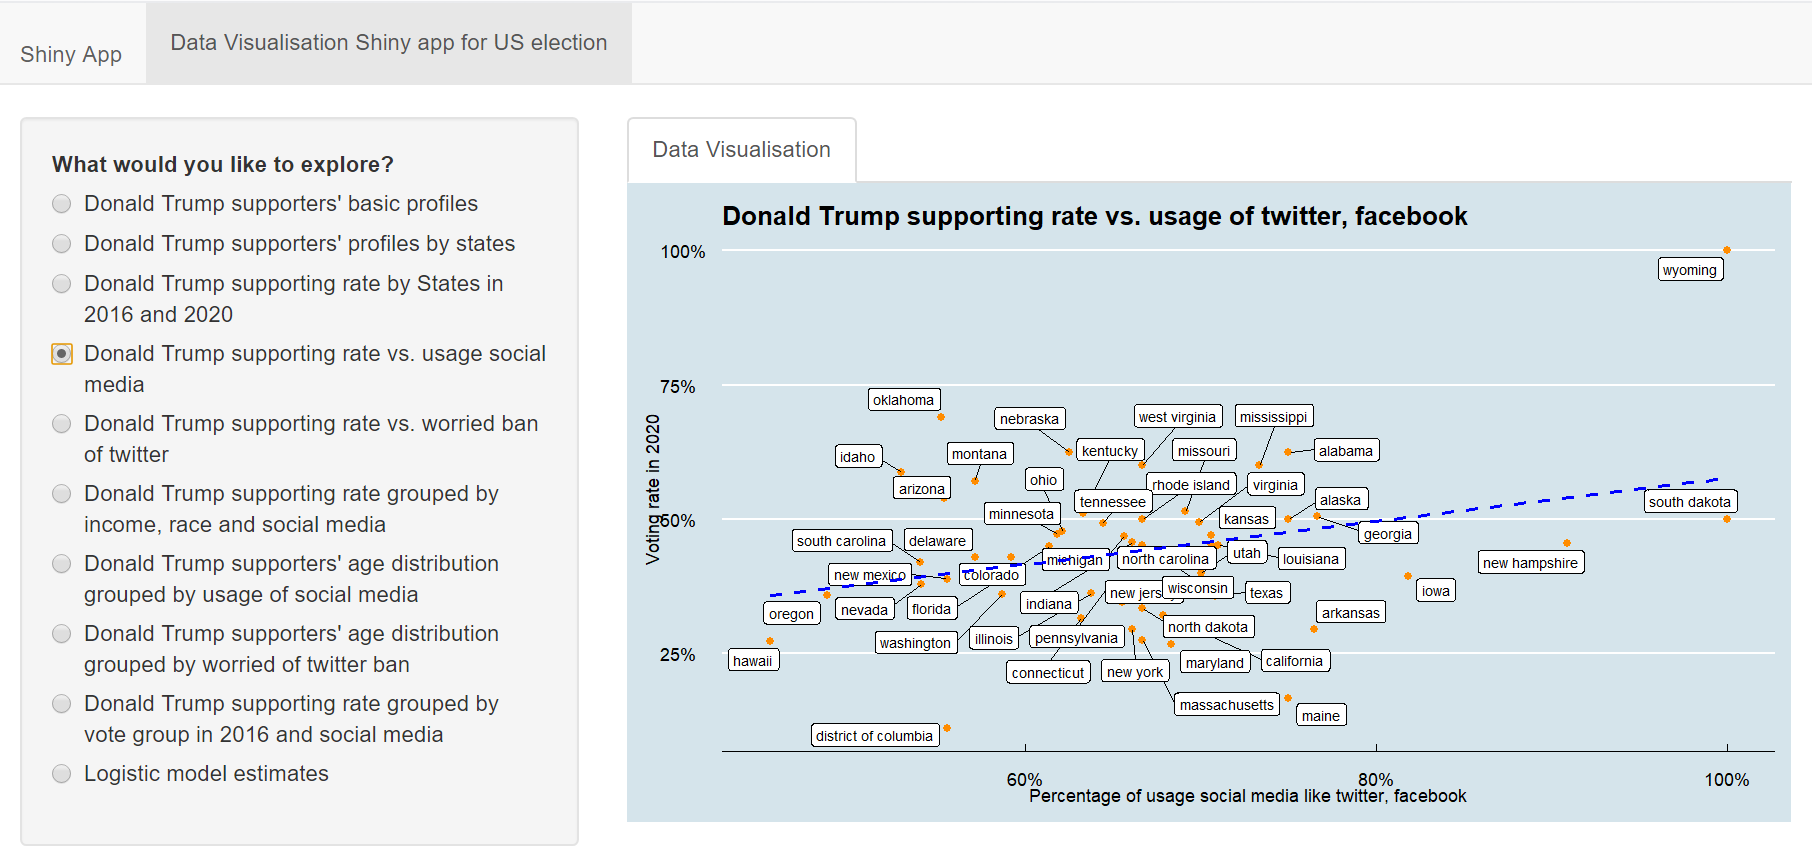 Shiny App
Data Visualisation Shiny app for US election
What would you like to explore?
Donald Trump supporters' basic profiles
Donald Trump supporters' profiles by states
Donald Trump supporting rate by States in
2016 and 2020
Donald Trump supporting rate vs. usage social
media
Donald Trump supporting rate vs. worried ban
of twitter
Donald Trump supporting rate grouped by
income, race and social media
Donald Trump supporters' age distribution
grouped by usage of social media
Donald Trump supporters' age distribution
grouped by worried of twitter ban
Donald Trump supporting rate grouped by
vote group in 2016 and social media
Logistic model estimates
Data Visualisation
Donald Trump supporting rate vs. usage of twitter, facebook
100%
75%
50%
25%
Voting rate in 2020
wyoming
oklahoma
nebraska
west virginia
mississippi
idaho
montana
kentucky
missouri
alabama
arizona
ohio
rhode island
virginia
minnesota
tennessee
kansas
alaska
south dakota
south carolina
delaware
georgia
michigan
north carolina
utah
louisiana
new hampshire
new mexico
colorado
wisconsin
texas
iowa
oregon
nevada
florida
indiana
new jersey
arkansas
washington
illinois
pennsylvania
north dakota
hawaii
connecticut
new york
maryland
california
massachusetts
maine
district of columbia
60%
80%
100%
Percentage of usage social media like twitter, facebook